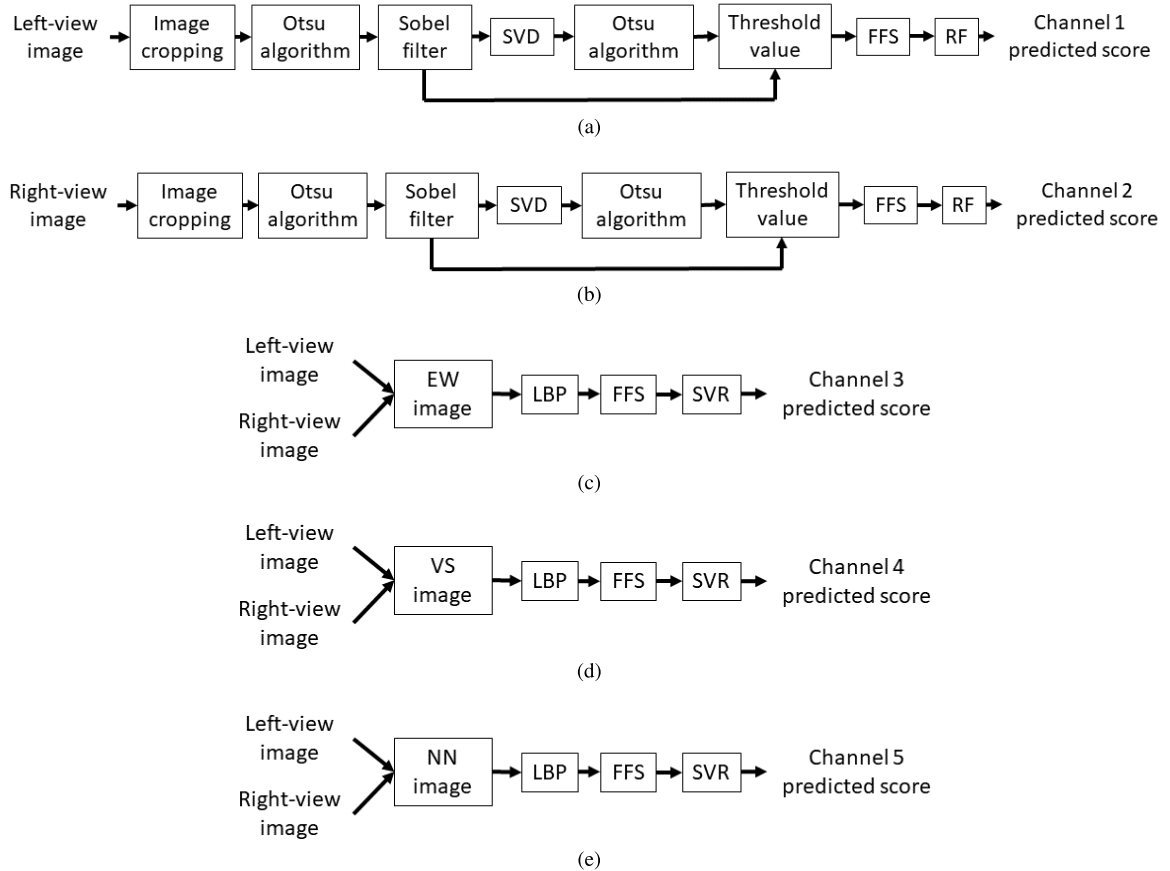 Left-view
image
Image
cropping
Otsu
algorithm
Sobel
filter
SVD
Otsu
algorithm
Threshold
value
FFS
RF
Channel 1
predicted score
(a)
Right-view
image
Image
cropping
Otsu
algorithm
Sobel
filter
SVD
Otsu
algorithm
Threshold
value
FFS
RF
Channel 2
predicted score
(b)
Left-view
image
Right-view
image
EW
image
LBP
FFS
SVR
Channel 3
predicted score
(c)
Left-view
image
Right-view
image
VS
image
LBP
FFS
SVR
Channel 4
predicted score
(d)
Left-view
image
Right-view
image
NN
image
LBP
FFS
SVR
Channel 5
predicted score
(e)